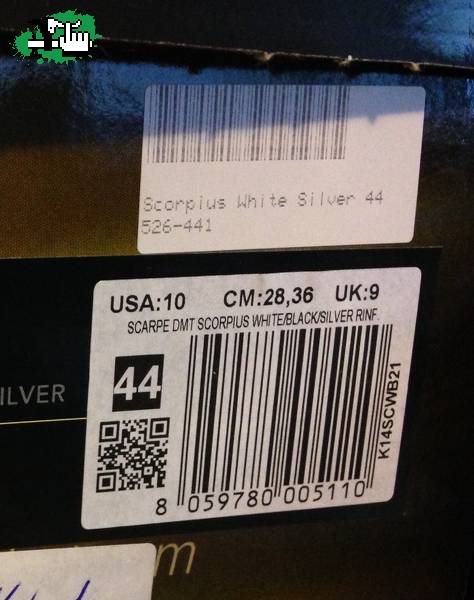 Scorpius White Silver 44
526-441
USA:10 CM:28,36 UK:9
SCARPE DMT SCORPIUS WHITE/BLACK/SILVER RINF.
44
K14SCWB21
ILVER
8 059780 005110
m